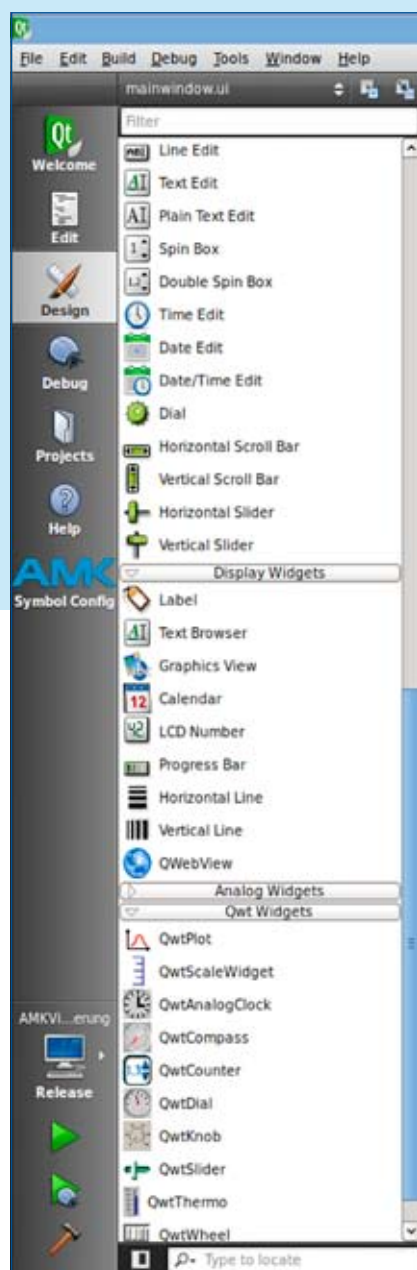 Qt
File Edit Build Debug Tools Window Help
mainwindow.ui
Filter
Qt
Welcome
Edit
Design
Debug
Projects
Help
AMK
Symbol Config
Line Edit
Text Edit
Plain Text Edit
Spin Box
Double Spin Box
Time Edit
Date Edit
Date/Time Edit
Dial
Horizontal Scroll Bar
Vertical Scroll Bar
Horizontal Slider
Vertical Slider
Display Widgets
Label
Text Browser
Graphics View
12 Calendar
42 LCD Number
Progress Bar
Horizontal Line
Vertical Line
QWebView
Analog Widgets
Qwt Widgets
QwtPlot
QwtScaleWidget
QwtAnalogClock
QwtCompass
QwtCounter
QwtDial
QwtKnob
QwtSlider
QwtThermo
QwtWheel
AMKVi...erung
Release
Type to locate